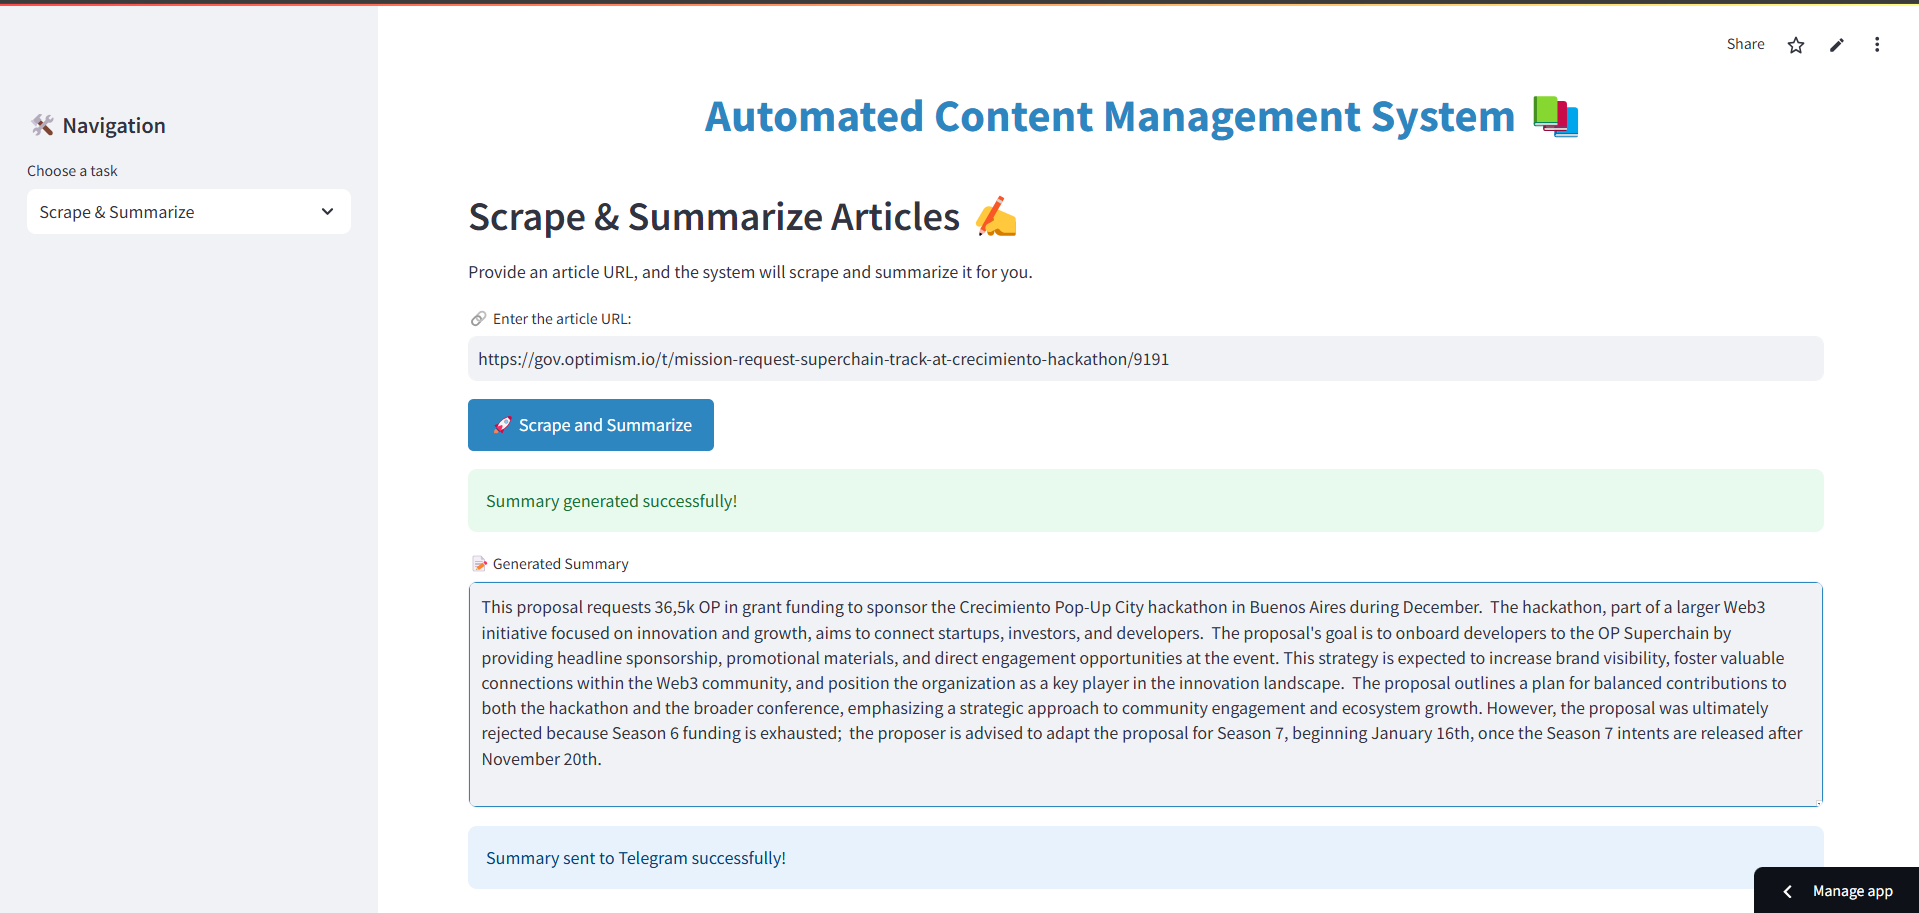 Share
🛠️ Navigation
Choose a task
Scrape & Summarize
Automated Content Management System 📚
Scrape & Summarize Articles ✍️
Provide an article URL, and the system will scrape and summarize it for you.
🔗 Enter the article URL:
https://gov.optimism.io/t/mission-request-superchain-track-at-crecimiento-hackathon/9191
🚀 Scrape and Summarize
Summary generated successfully!
📝 Generated Summary
This proposal requests 36,5k OP in grant funding to sponsor the Crecimiento Pop-Up City hackathon in Buenos Aires during December.  The hackathon, part of a larger Web3
initiative focused on innovation and growth, aims to connect startups, investors, and developers.  The proposal's goal is to onboard developers to the OP Superchain by
providing headline sponsorship, promotional materials, and direct engagement opportunities at the event. This strategy is expected to increase brand visibility, foster valuable
connections within the Web3 community, and position the organization as a key player in the innovation landscape.  The proposal outlines a plan for balanced contributions to
both the hackathon and the broader conference, emphasizing a strategic approach to community engagement and ecosystem growth. However, the proposal was ultimately
rejected because Season 6 funding is exhausted;  the proposer is advised to adapt the proposal for Season 7, beginning January 16th, once the Season 7 intents are released after
November 20th.
Summary sent to Telegram successfully!
Manage app